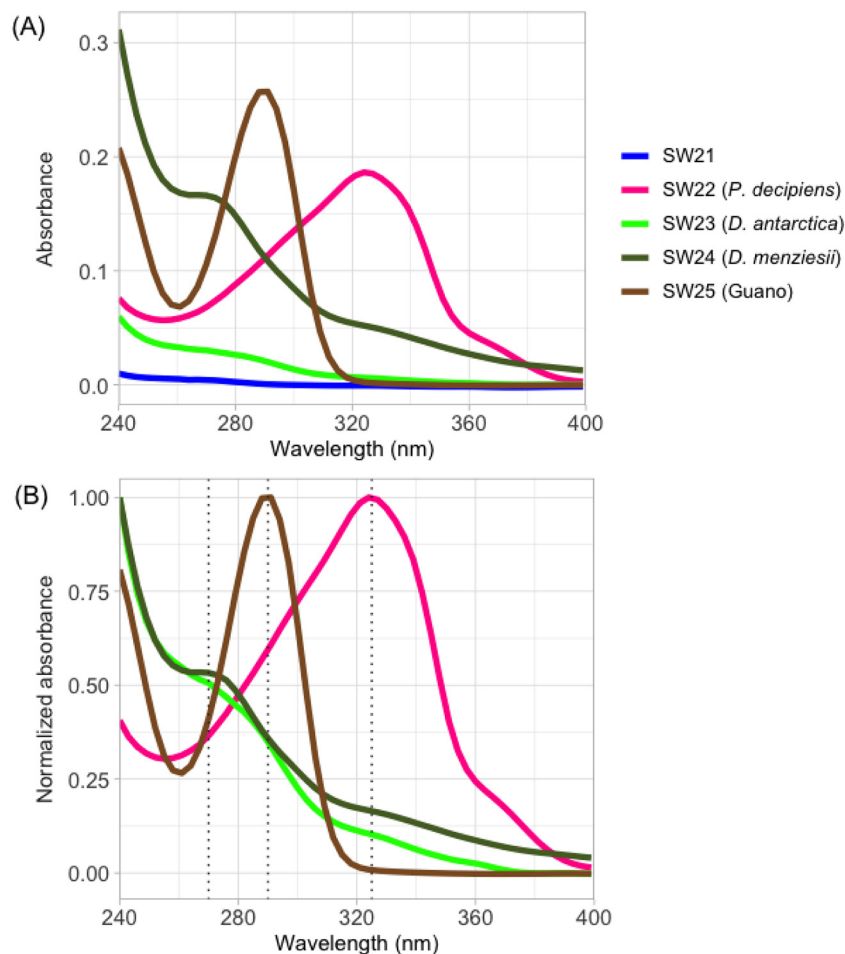 (A)
0.3
0.2
0.1
0.0
Absorbance
240
280
320
360
400
Wavelength (nm)
SW21
SW22 (P. decipiens)
SW23 (D. antarctica)
SW24 (D. menziesii)
SW25 (Guano)
(B)
1.00
0.75
0.50
0.25
0.00
Normalized absorbance
240
280
320
360
400
Wavelength (nm)